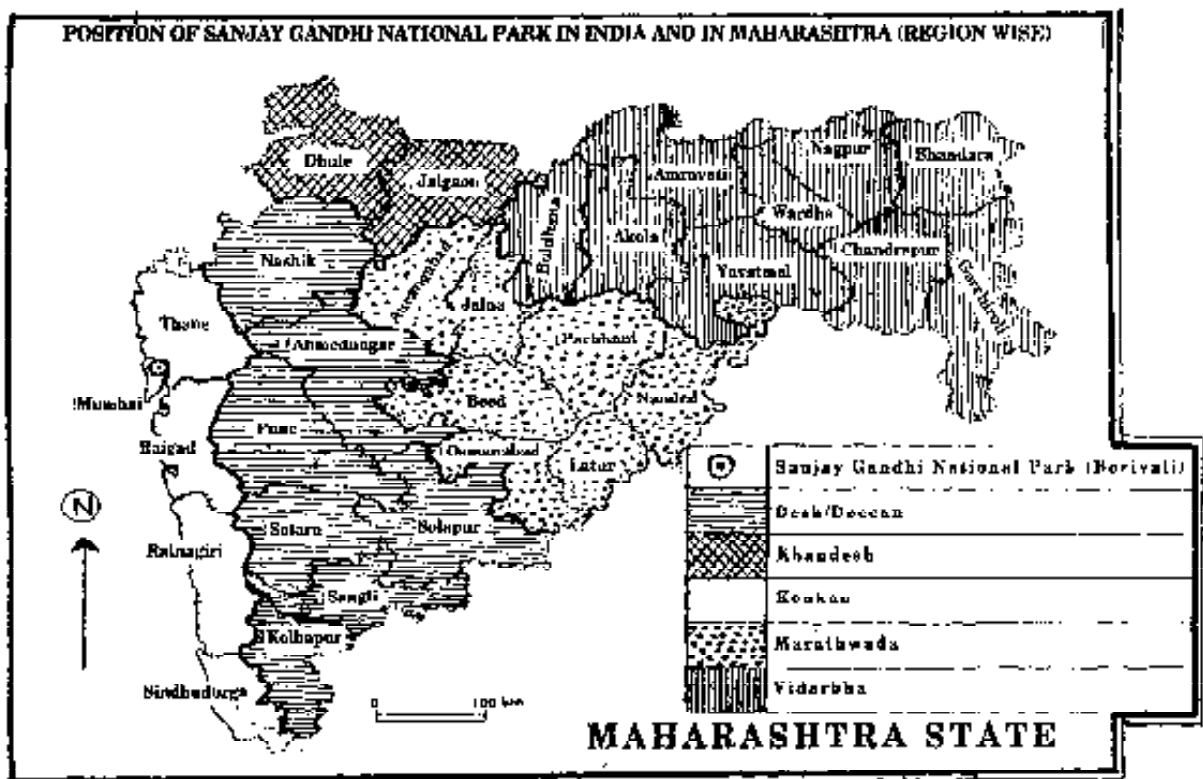 POSITION OF SANJAY GANDHI NATIONAL PARK IN INDIA AND IN MAHARASHTRA (REGION WISE)
Dhule
Jalgaon
Nagpur
Bhandara
Amravati
Buldhana
Wardha
Akola
Nashik
Aurangabad
Chandrapur
Yavatmal
Jalna
Gadchiroli
Thane
Ahmednagar
Parbhani
Mumbai
Beed
Nanded
Pune
Raigad
Osmanabad
Latur
Sanjay Gandhi National Park (Borivali)
N
Satara
Solapur
Desh/Deccan
Ratnagiri
Khandesh
Sangli
Konkan
Kolhapur
Marathwada
Sindhudurga
Vidarbha
0 100 km
MAHARASHTRA STATE